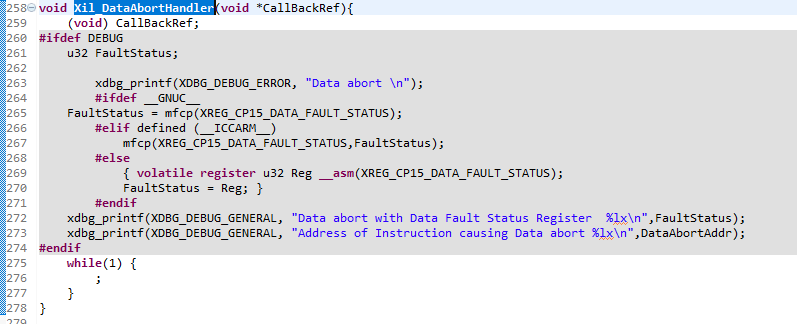 258 void Xil_DataAbortHandler(void *CallBackRef){
259     (void) CallBackRef;
260 #ifdef DEBUG
261     u32 FaultStatus;
262
263         xdbg_printf(XDBG_DEBUG_ERROR, "Data abort \n");
264         #ifdef __GNUC__
265     FaultStatus = mfcp(XREG_CP15_DATA_FAULT_STATUS);
266         #elif defined (__ICCARM__)
267             mfcp(XREG_CP15_DATA_FAULT_STATUS,FaultStatus);
268         #else
269             { volatile register u32 Reg __asm(XREG_CP15_DATA_FAULT_STATUS);
270             FaultStatus = Reg; }
271         #endif
272     xdbg_printf(XDBG_DEBUG_GENERAL, "Data abort with Data Fault Status Register  %lx\n",FaultStatus);
273     xdbg_printf(XDBG_DEBUG_GENERAL, "Address of Instruction causing Data abort %lx\n",DataAbortAddr);
274 #endif
275     while(1) {
276         ;
277     }
278 }
279